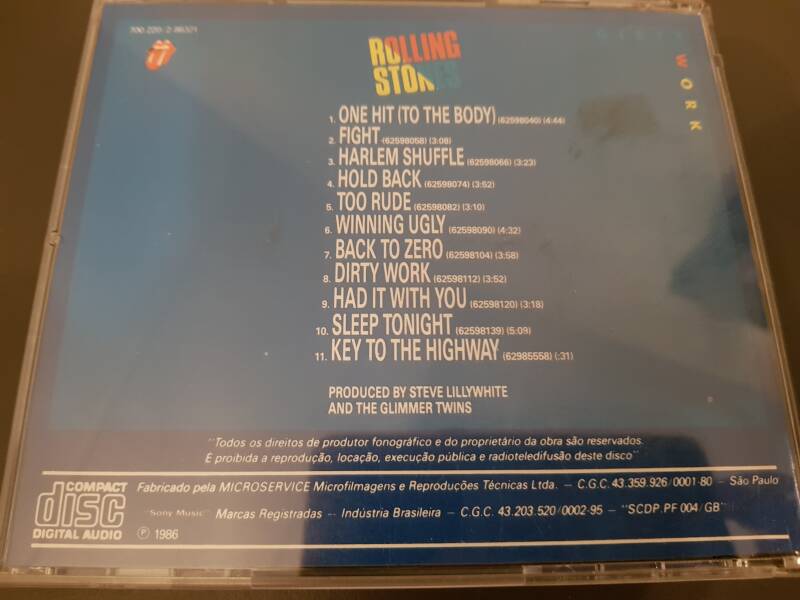 700.220/2-86321
DIRTY
WORK
ROLLING
STONES
1. ONE HIT (TO THE BODY) (62598040) (4:44)
2. FIGHT (62598058) (3:08)
3. HARLEM SHUFFLE (62598066) (3:23)
4. HOLD BACK (62598074) (3:52)
5. TOO RUDE (62598082) (3:10)
6. WINNING UGLY (62598090) (4:32)
7. BACK TO ZERO (62598104) (3:58)
8. DIRTY WORK (62598112) (3:52)
9. HAD IT WITH YOU (62598120) (3:18)
10. SLEEP TONIGHT (62598139) (5:09)
11. KEY TO THE HIGHWAY (62985558) (:31)
PRODUCED BY STEVE LILLYWHITE
AND THE GLIMMER TWINS
"Todos os direitos de produtor fonográfico e do proprietário da obra são reservados.
É proibida a reprodução, locação, execução pública e radioteledifusão deste disco"
COMPACT
disc
DIGITAL AUDIO
Fabricado pela MICROSERVICE Microfilmagens e Reproduções Técnicas Ltda. – C.G.C. 43.359.926/0001-80 – São Paulo
"Sony Music" Marcas Registradas – Indústria Brasileira – C.G.C. 43.203.520/0002-95 – "SCDP.PF 004/GB"
℗ 1986